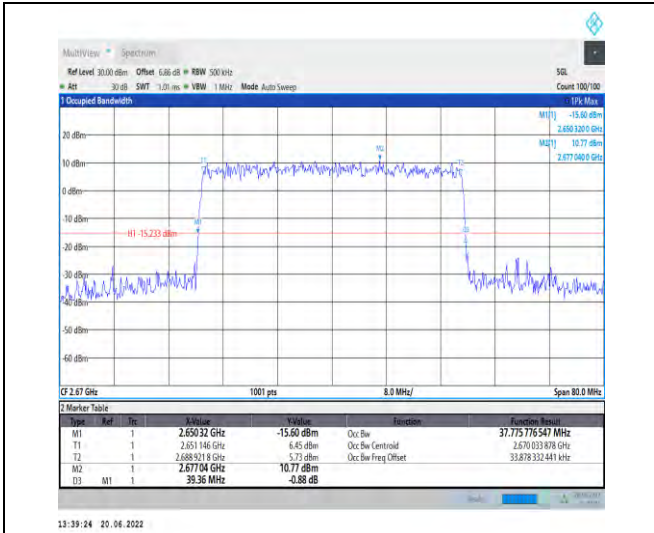 MultiView Spectrum
Ref Level 30.00 dBm Offset 6.86 dB RBW 500 kHz SGL
Att 30 dB SWT 1.01 ms VBW 1 MHz Mode Auto Sweep Count 100/100
1 Occupied Bandwidth 1Pk Max
M1[1] -15.60 dBm
2.650 320 0 GHz
M2[1] 10.77 dBm
2.677 040 0 GHz
20 dBm
M2
T1 T2
10 dBm
0 dBm
-10 dBm
M1
H1 -15.233 dBm
D3
-20 dBm
-30 dBm
-40 dBm
-50 dBm
-60 dBm
CF 2.67 GHz 1001 pts 8.0 MHz/ Span 80.0 MHz
2 Marker Table
Type Ref Trc X-Value Y-Value Function Function Result
M1 1 2.65032 GHz -15.60 dBm Occ Bw 37.775 776 547 MHz
T1 1 2.651 146 GHz 6.45 dBm Occ Bw Centroid 2.670 033 878 GHz
T2 1 2.688 921 8 GHz 5.73 dBm Occ Bw Freq Offset 33.878 332 441 kHz
M2 1 2.67704 GHz 10.77 dBm
D3 M1 1 39.36 MHz -0.88 dB
13:39:24 20.06.2022